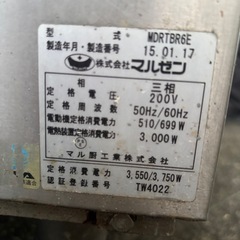 型式 MDRTBR6E
製造年月・製造番号 15.01.17
株式会社マルゼン
相 三相
定格電圧 200V
定格周波数 50Hz/60Hz
電動機定格消費電力 510/699W
電熱装置定格消費電力 3,000W
マル厨工業株式会社
定格消費電力 3,550/3,750W
認証登録番号 TW4022